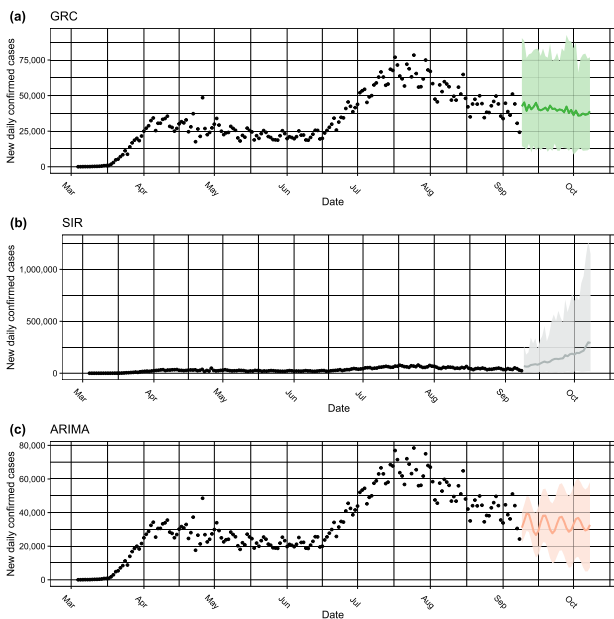 (a) GRC
New daily confirmed cases
75,000
50,000
25,000
0
Mar Apr May Jun Jul Aug Sep Oct
Date
(b) SIR
New daily confirmed cases
1,000,000
500,000
0
Mar Apr May Jun Jul Aug Sep Oct
Date
(c) ARIMA
New daily confirmed cases
80,000
60,000
40,000
20,000
0
Mar Apr May Jun Jul Aug Sep Oct
Date